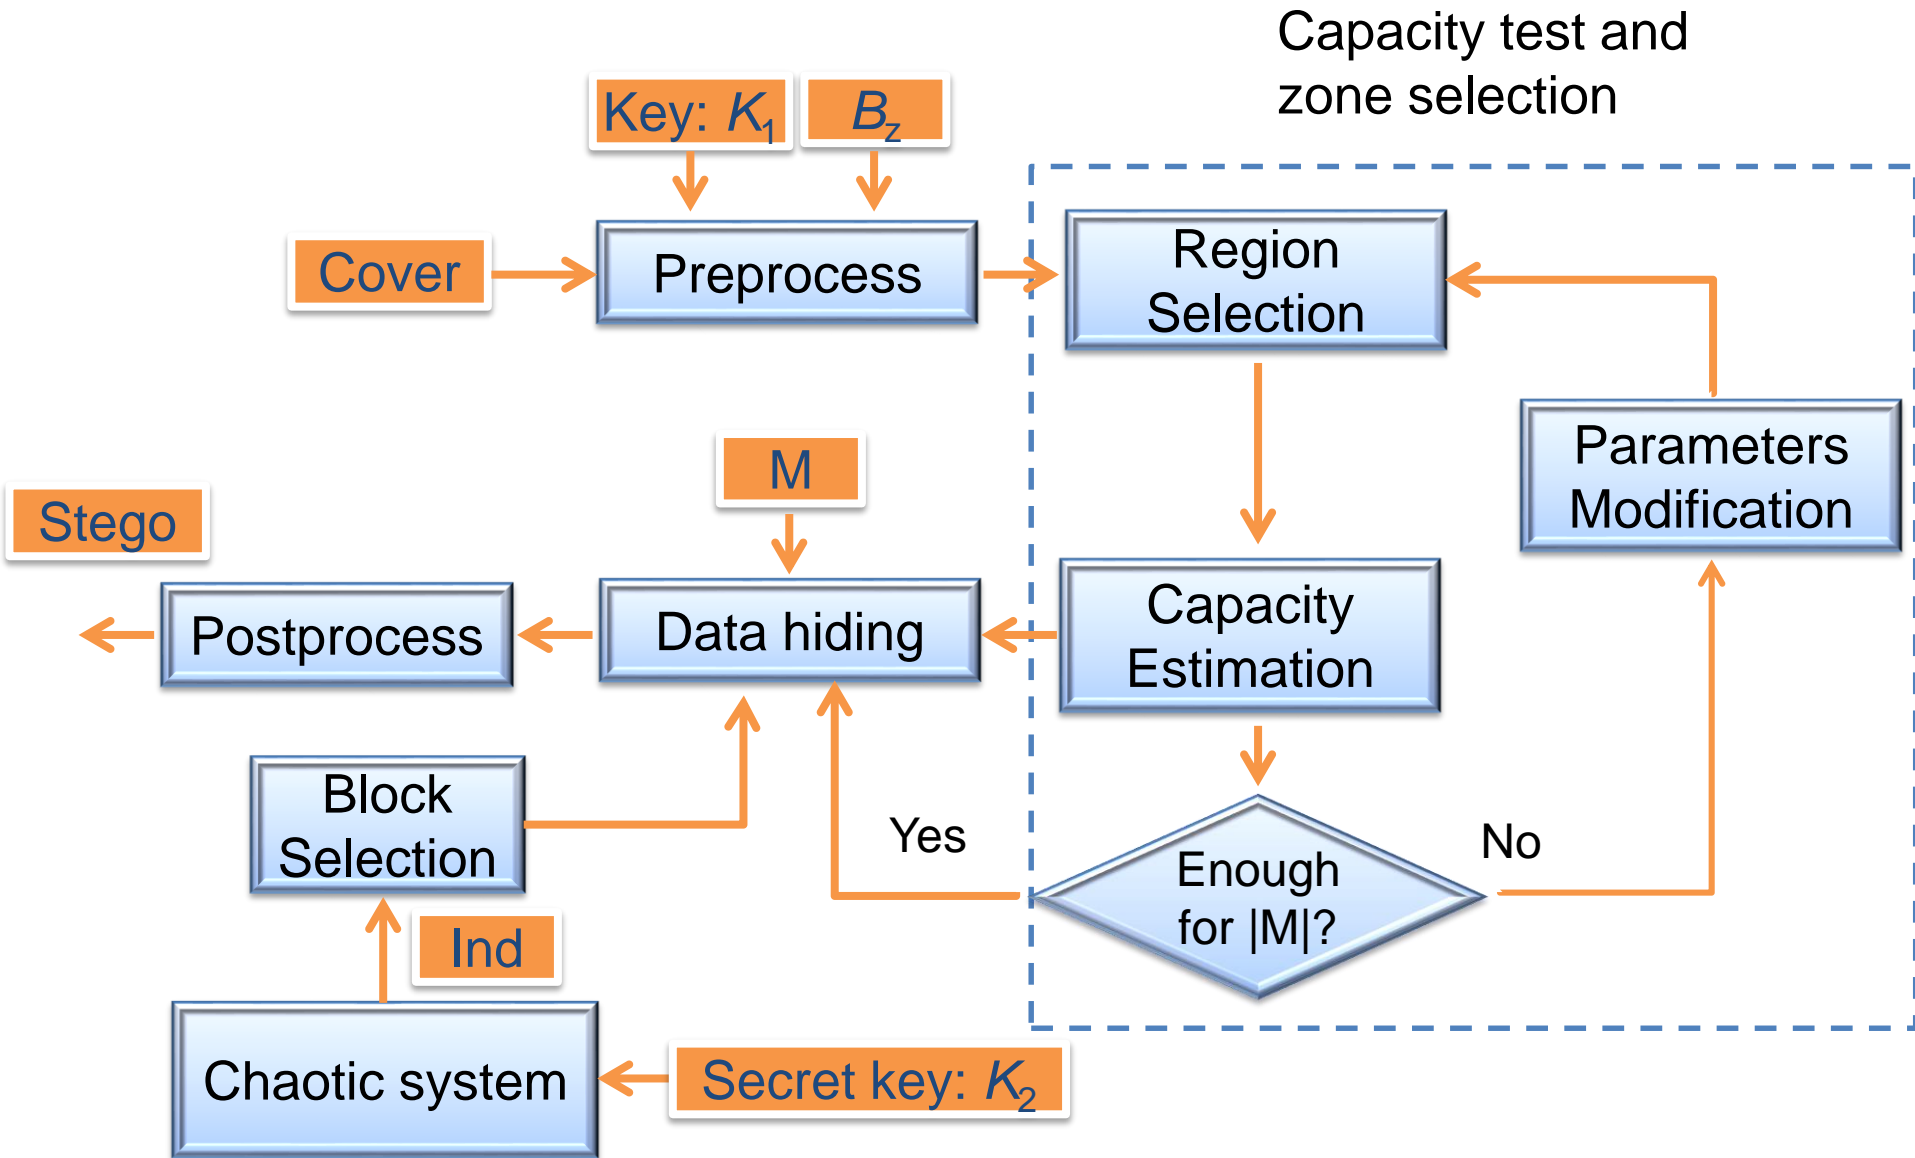 Capacity test and
zone selection
Key: K1
Bz
Cover
Preprocess
Region
Selection
Parameters
Modification
M
Stego
Postprocess
Data hiding
Capacity
Estimation
Block
Selection
Yes
No
Enough
for |M|?
Ind
Chaotic system
Secret key: K2